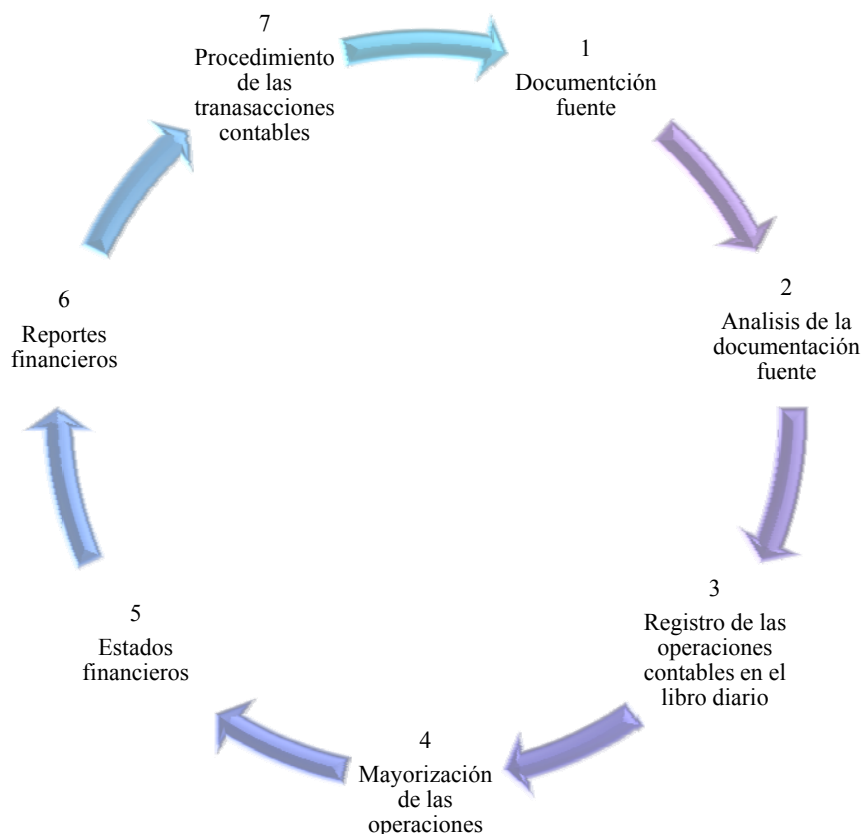 1
Documentción
fuente
2
Analisis de la
documentación
fuente
3
Registro de las
operaciones
contables en el
libro diario
4
Mayorización
de las
operaciones
5
Estados
financieros
6
Reportes
financieros
7
Procedimiento
de las
tranasacciones
contables